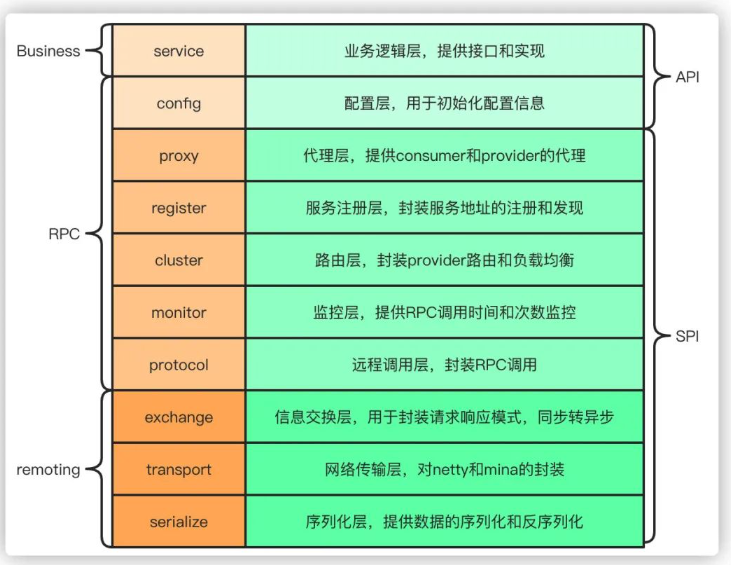 Business
service
业务逻辑层，提供接口和实现
API
config
配置层，用于初始化配置信息
RPC
proxy
代理层，提供consumer和provider的代理
register
服务注册层，封装服务地址的注册和发现
cluster
路由层，封装provider路由和负载均衡
monitor
监控层，提供RPC调用时间和次数监控
SPI
protocol
远程调用层，封装RPC调用
remoting
exchange
信息交换层，用于封装请求响应模式，同步转异步
transport
网络传输层，对netty和mina的封装
serialize
序列化层，提供数据的序列化和反序列化